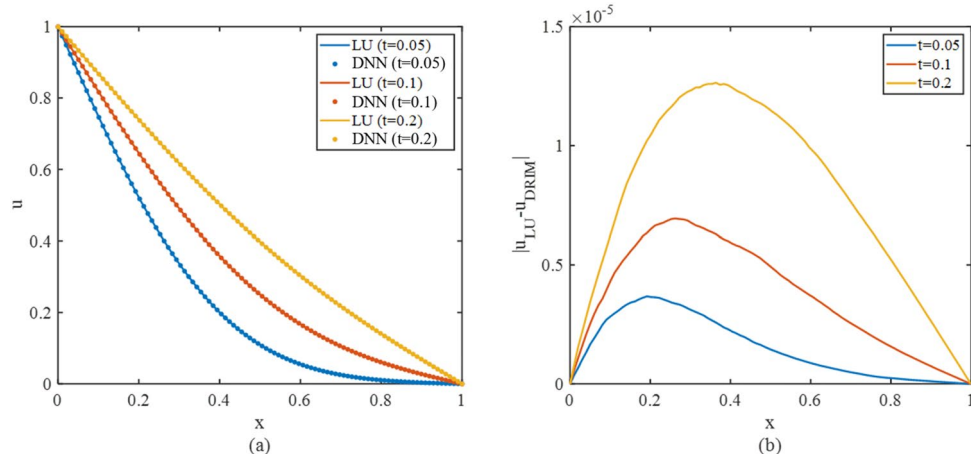 1
0.8
0.6
0.4
0.2
0
u
0 0.2 0.4 0.6 0.8 1
x
(a)
LU (t=0.05)
DNN (t=0.05)
LU (t=0.1)
DNN (t=0.1)
LU (t=0.2)
DNN (t=0.2)
×10⁻⁵
1.5
1
0.5
0
|u_LU-u_DRIM|
0 0.2 0.4 0.6 0.8 1
x
(b)
t=0.05
t=0.1
t=0.2